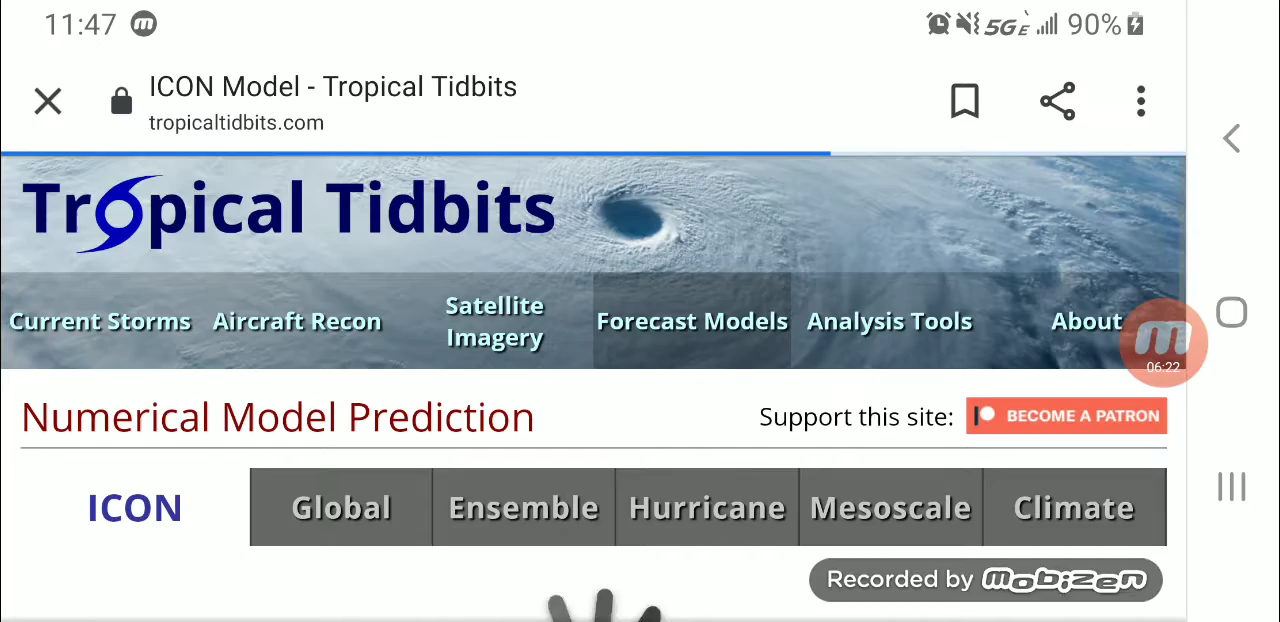 11:47
5GE 90%
ICON Model - Tropical Tidbits
tropicaltidbits.com
Tropical Tidbits
Current Storms Aircraft Recon Satellite Imagery Forecast Models Analysis Tools About
06:22
Numerical Model Prediction
Support this site: BECOME A PATRON
ICON Global Ensemble Hurricane Mesoscale Climate
Recorded by mobizen